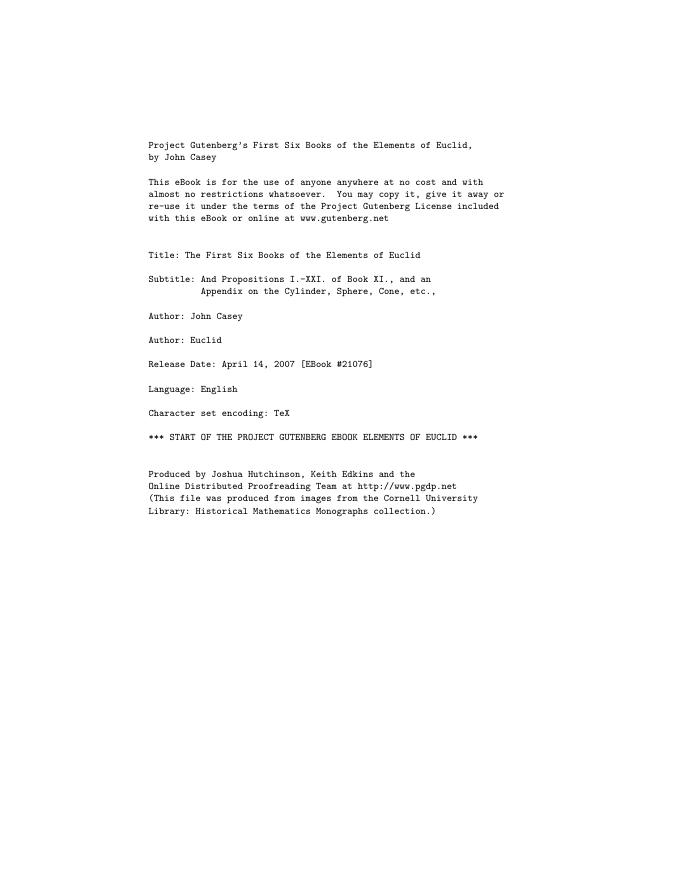 Project Gutenberg’s First Six Books of the Elements of Euclid,
by John Casey
This eBook is for the use of anyone anywhere at no cost and with
almost no restrictions whatsoever.  You may copy it, give it away or
re-use it under the terms of the Project Gutenberg License included
with this eBook or online at www.gutenberg.net
Title: The First Six Books of the Elements of Euclid
Subtitle: And Propositions I.-XXI. of Book XI., and an
Appendix on the Cylinder, Sphere, Cone, etc.,
Author: John Casey
Author: Euclid
Release Date: April 14, 2007 [EBook #21076]
Language: English
Character set encoding: TeX
*** START OF THE PROJECT GUTENBERG EBOOK ELEMENTS OF EUCLID ***
Produced by Joshua Hutchinson, Keith Edkins and the
Online Distributed Proofreading Team at http://www.pgdp.net
(This file was produced from images from the Cornell University
Library: Historical Mathematics Monographs collection.)